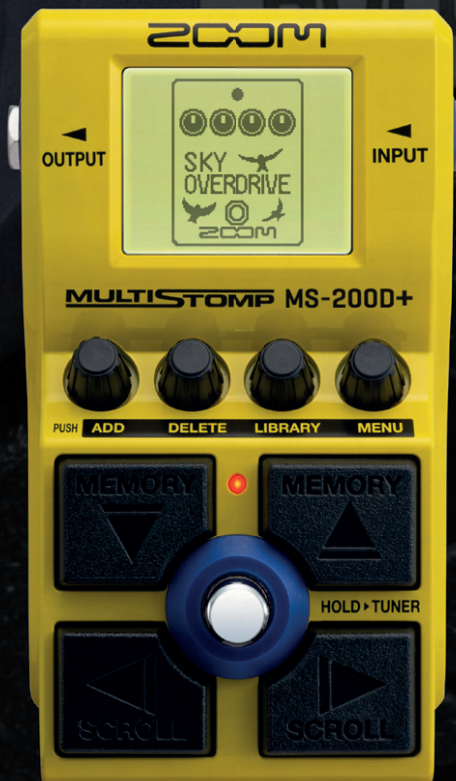 ZOOM
OUTPUT
INPUT
SKY
OVERDRIVE
ZOOM
MULTISTOMP MS-200D+
PUSH ADD DELETE LIBRARY MENU
MEMORY MEMORY
HOLD▸TUNER
SCROLL SCROLL